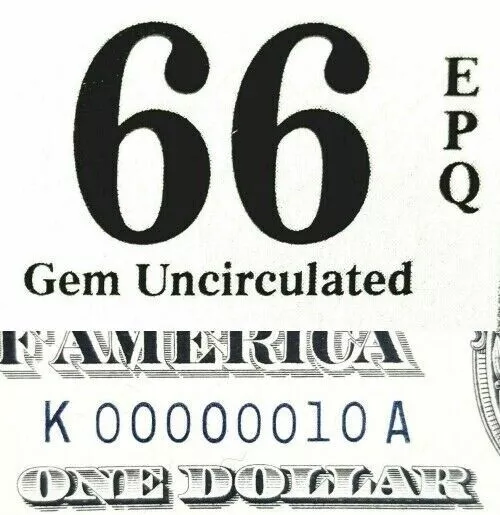 66
E
P
Q
Gem Uncirculated
F AMERICA
K 00000010 A
ONE DOLLAR